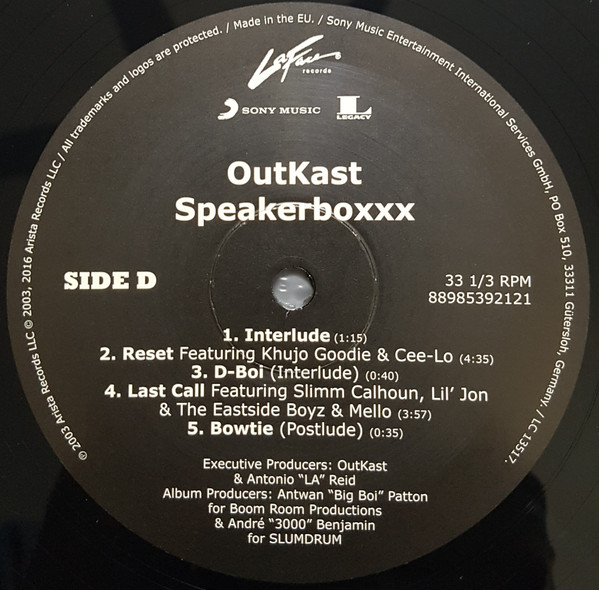 ℗ 2003 Arista Records LLC © 2003, 2016 Arista Records LLC / All trademarks and logos are protected. / Made in the EU. / Sony Music Entertainment International Services GmbH, PO Box 510, 33311 Gütersloh, Germany. / LC 13517.
LaFace
records
SONY MUSIC
L
LEGACY
OutKast
Speakerboxxx
SIDE D
33 1/3 RPM
88985392121
1. Interlude (1:15)
2. Reset Featuring Khujo Goodie & Cee-Lo (4:35)
3. D-Boi (Interlude) (0:40)
4. Last Call Featuring Slimm Calhoun, Lil’ Jon
& The Eastside Boyz & Mello (3:57)
5. Bowtie (Postlude) (0:35)
Executive Producers: OutKast
& Antonio “LA” Reid
Album Producers: Antwan “Big Boi” Patton
for Boom Room Productions
& André “3000” Benjamin
for SLUMDRUM